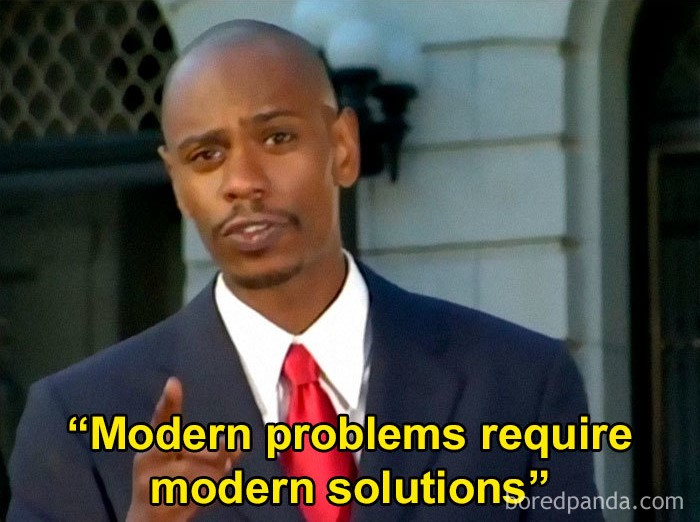 “Modern problems require
modern solutions”
boredpanda.com